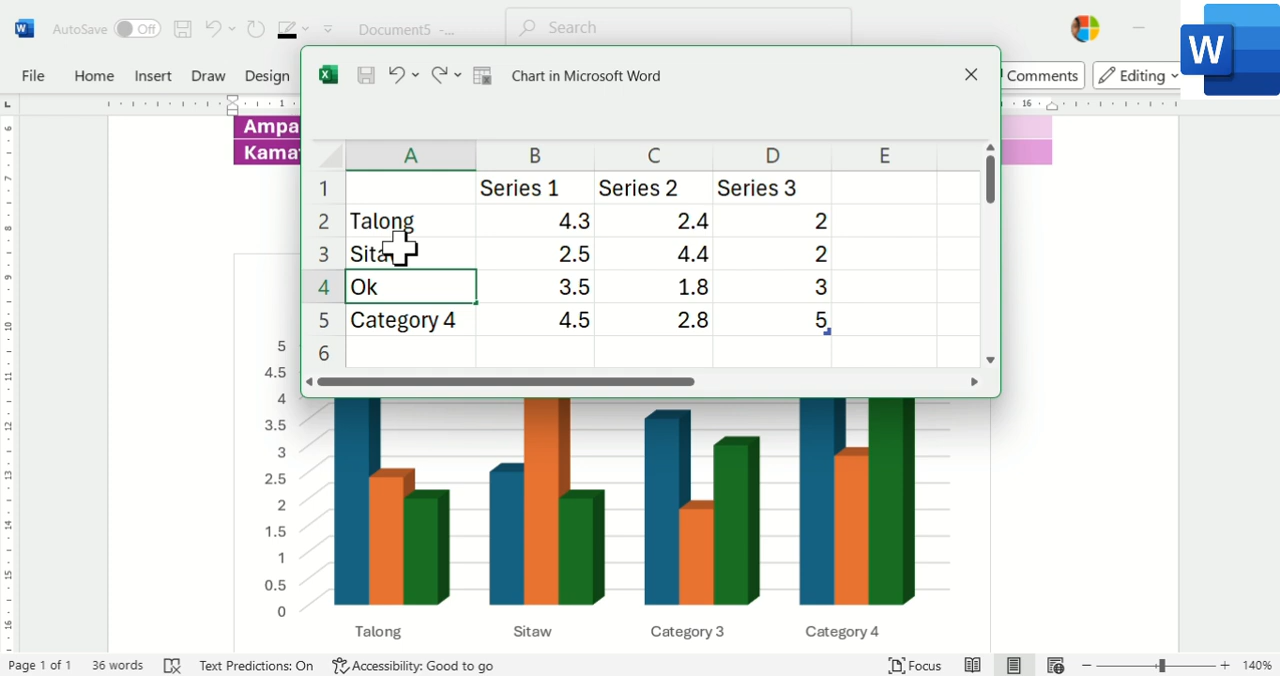 AutoSave Off Document5 -... Search
W
File Home Insert Draw Design Comments Editing
Chart in Microsoft Word
1 16
Ampa
Kamat
A B C D E
1 Series 1 Series 2 Series 3
2 Talong 4.3 2.4 2
3 Sita 2.5 4.4 2
4 Ok 3.5 1.8 3
5 Category 4 4.5 2.8 5
6
5
4.5
4
3.5
3
2.5
2
1.5
1
0.5
0
Talong Sitaw Category 3 Category 4
Page 1 of 1 36 words Text Predictions: On Accessibility: Good to go Focus 140%